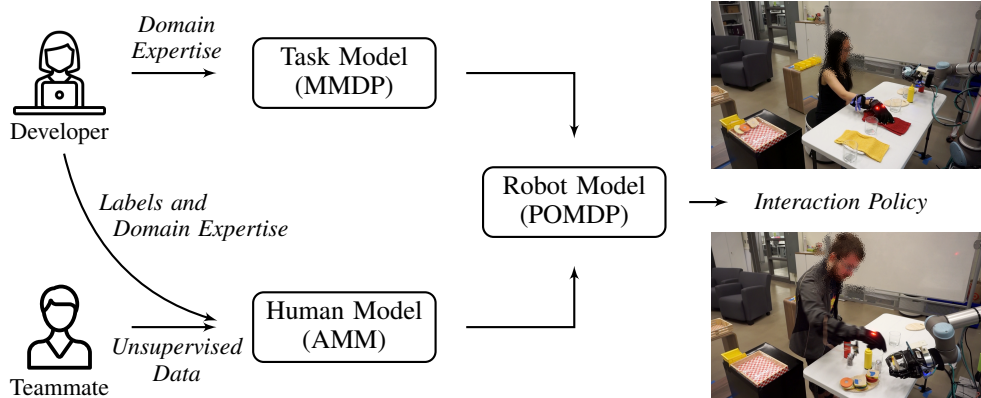 Domain
Expertise
Task Model
(MMDP)
Developer
Labels and
Domain Expertise
Robot Model
(POMDP)
Interaction Policy
Human Model
(AMM)
Unsupervised
Data
Teammate